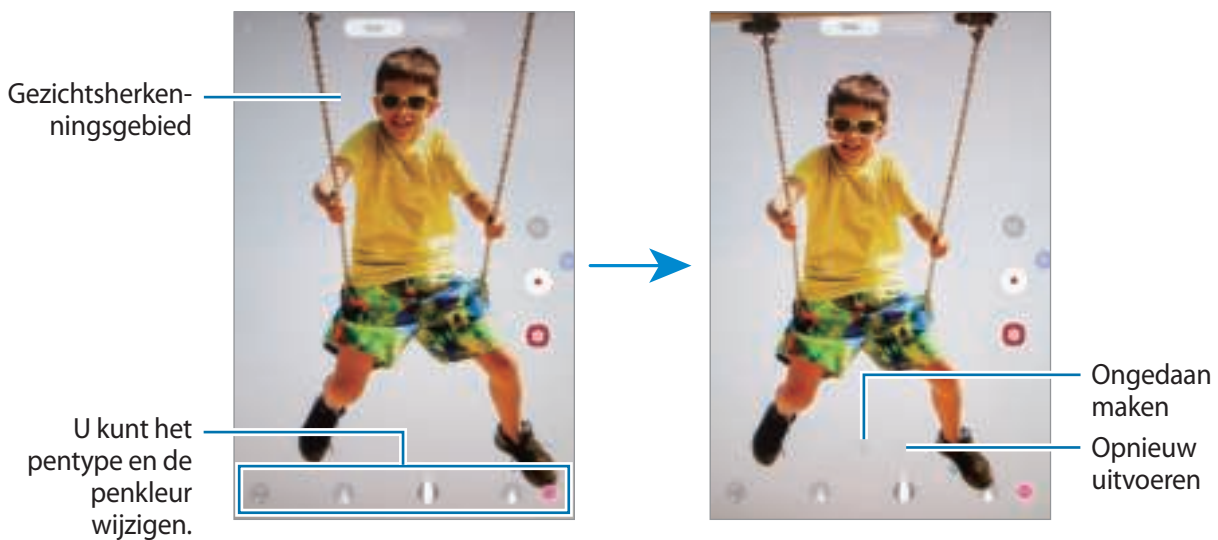 Gezichtsherken-
ningsgebied
U kunt het
pentype en de
penkleur
wijzigen.
Ongedaan
maken
Opnieuw
uitvoeren